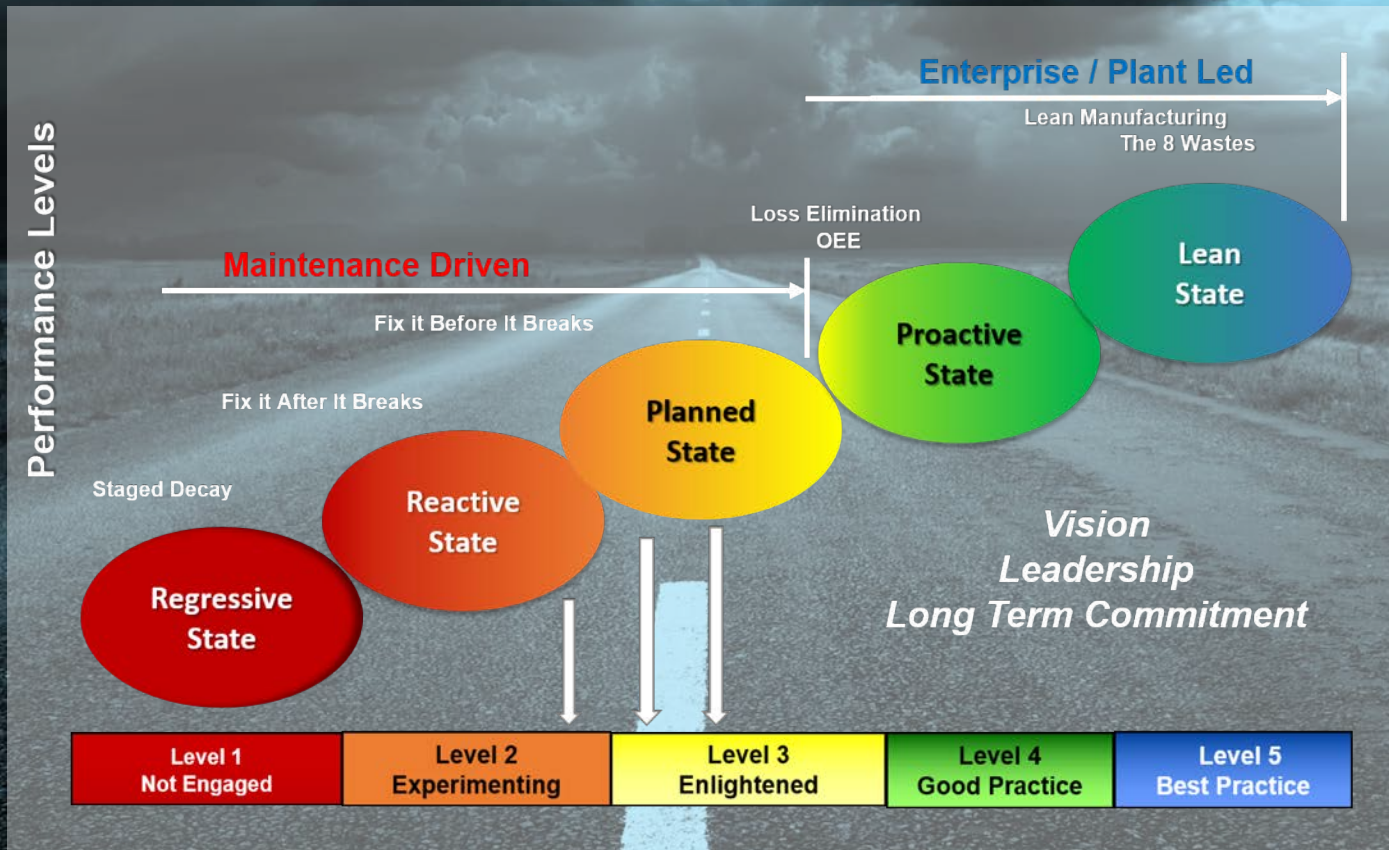 Performance Levels
Enterprise / Plant Led
Lean Manufacturing
The 8 Wastes
Loss Elimination
OEE
Maintenance Driven
Fix it Before It Breaks
Fix it After It Breaks
Staged Decay
Regressive
State
Reactive
State
Planned
State
Proactive
State
Lean
State
Vision
Leadership
Long Term Commitment
Level 1
Not Engaged
Level 2
Experimenting
Level 3
Enlightened
Level 4
Good Practice
Level 5
Best Practice